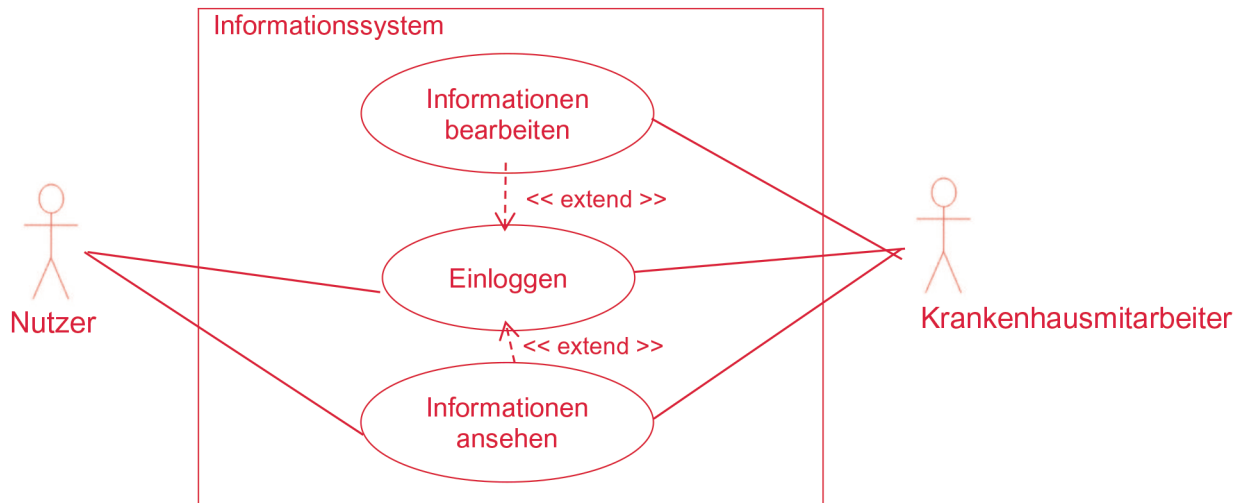 Informationssystem
Informationen
bearbeiten
<< extend >>
Einloggen
Nutzer
Krankenhausmitarbeiter
<< extend >>
Informationen
ansehen